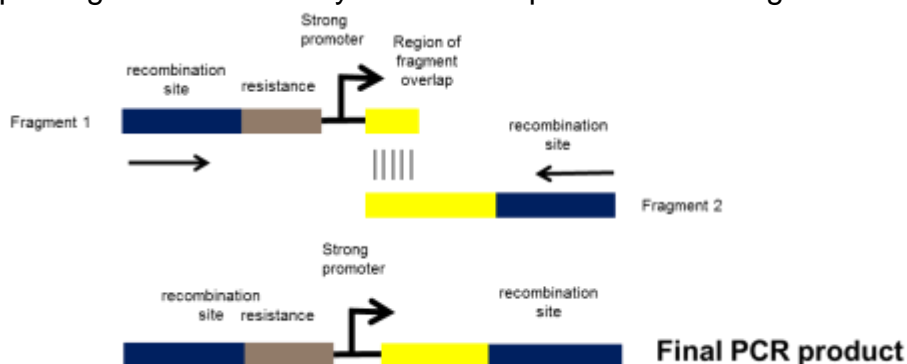 Strong
promoter
Region of
fragment
overlap
recombination
site
resistance
Fragment 1
recombination
site
Fragment 2
Strong
promoter
recombination
site
resistance
recombination
site
Final PCR product